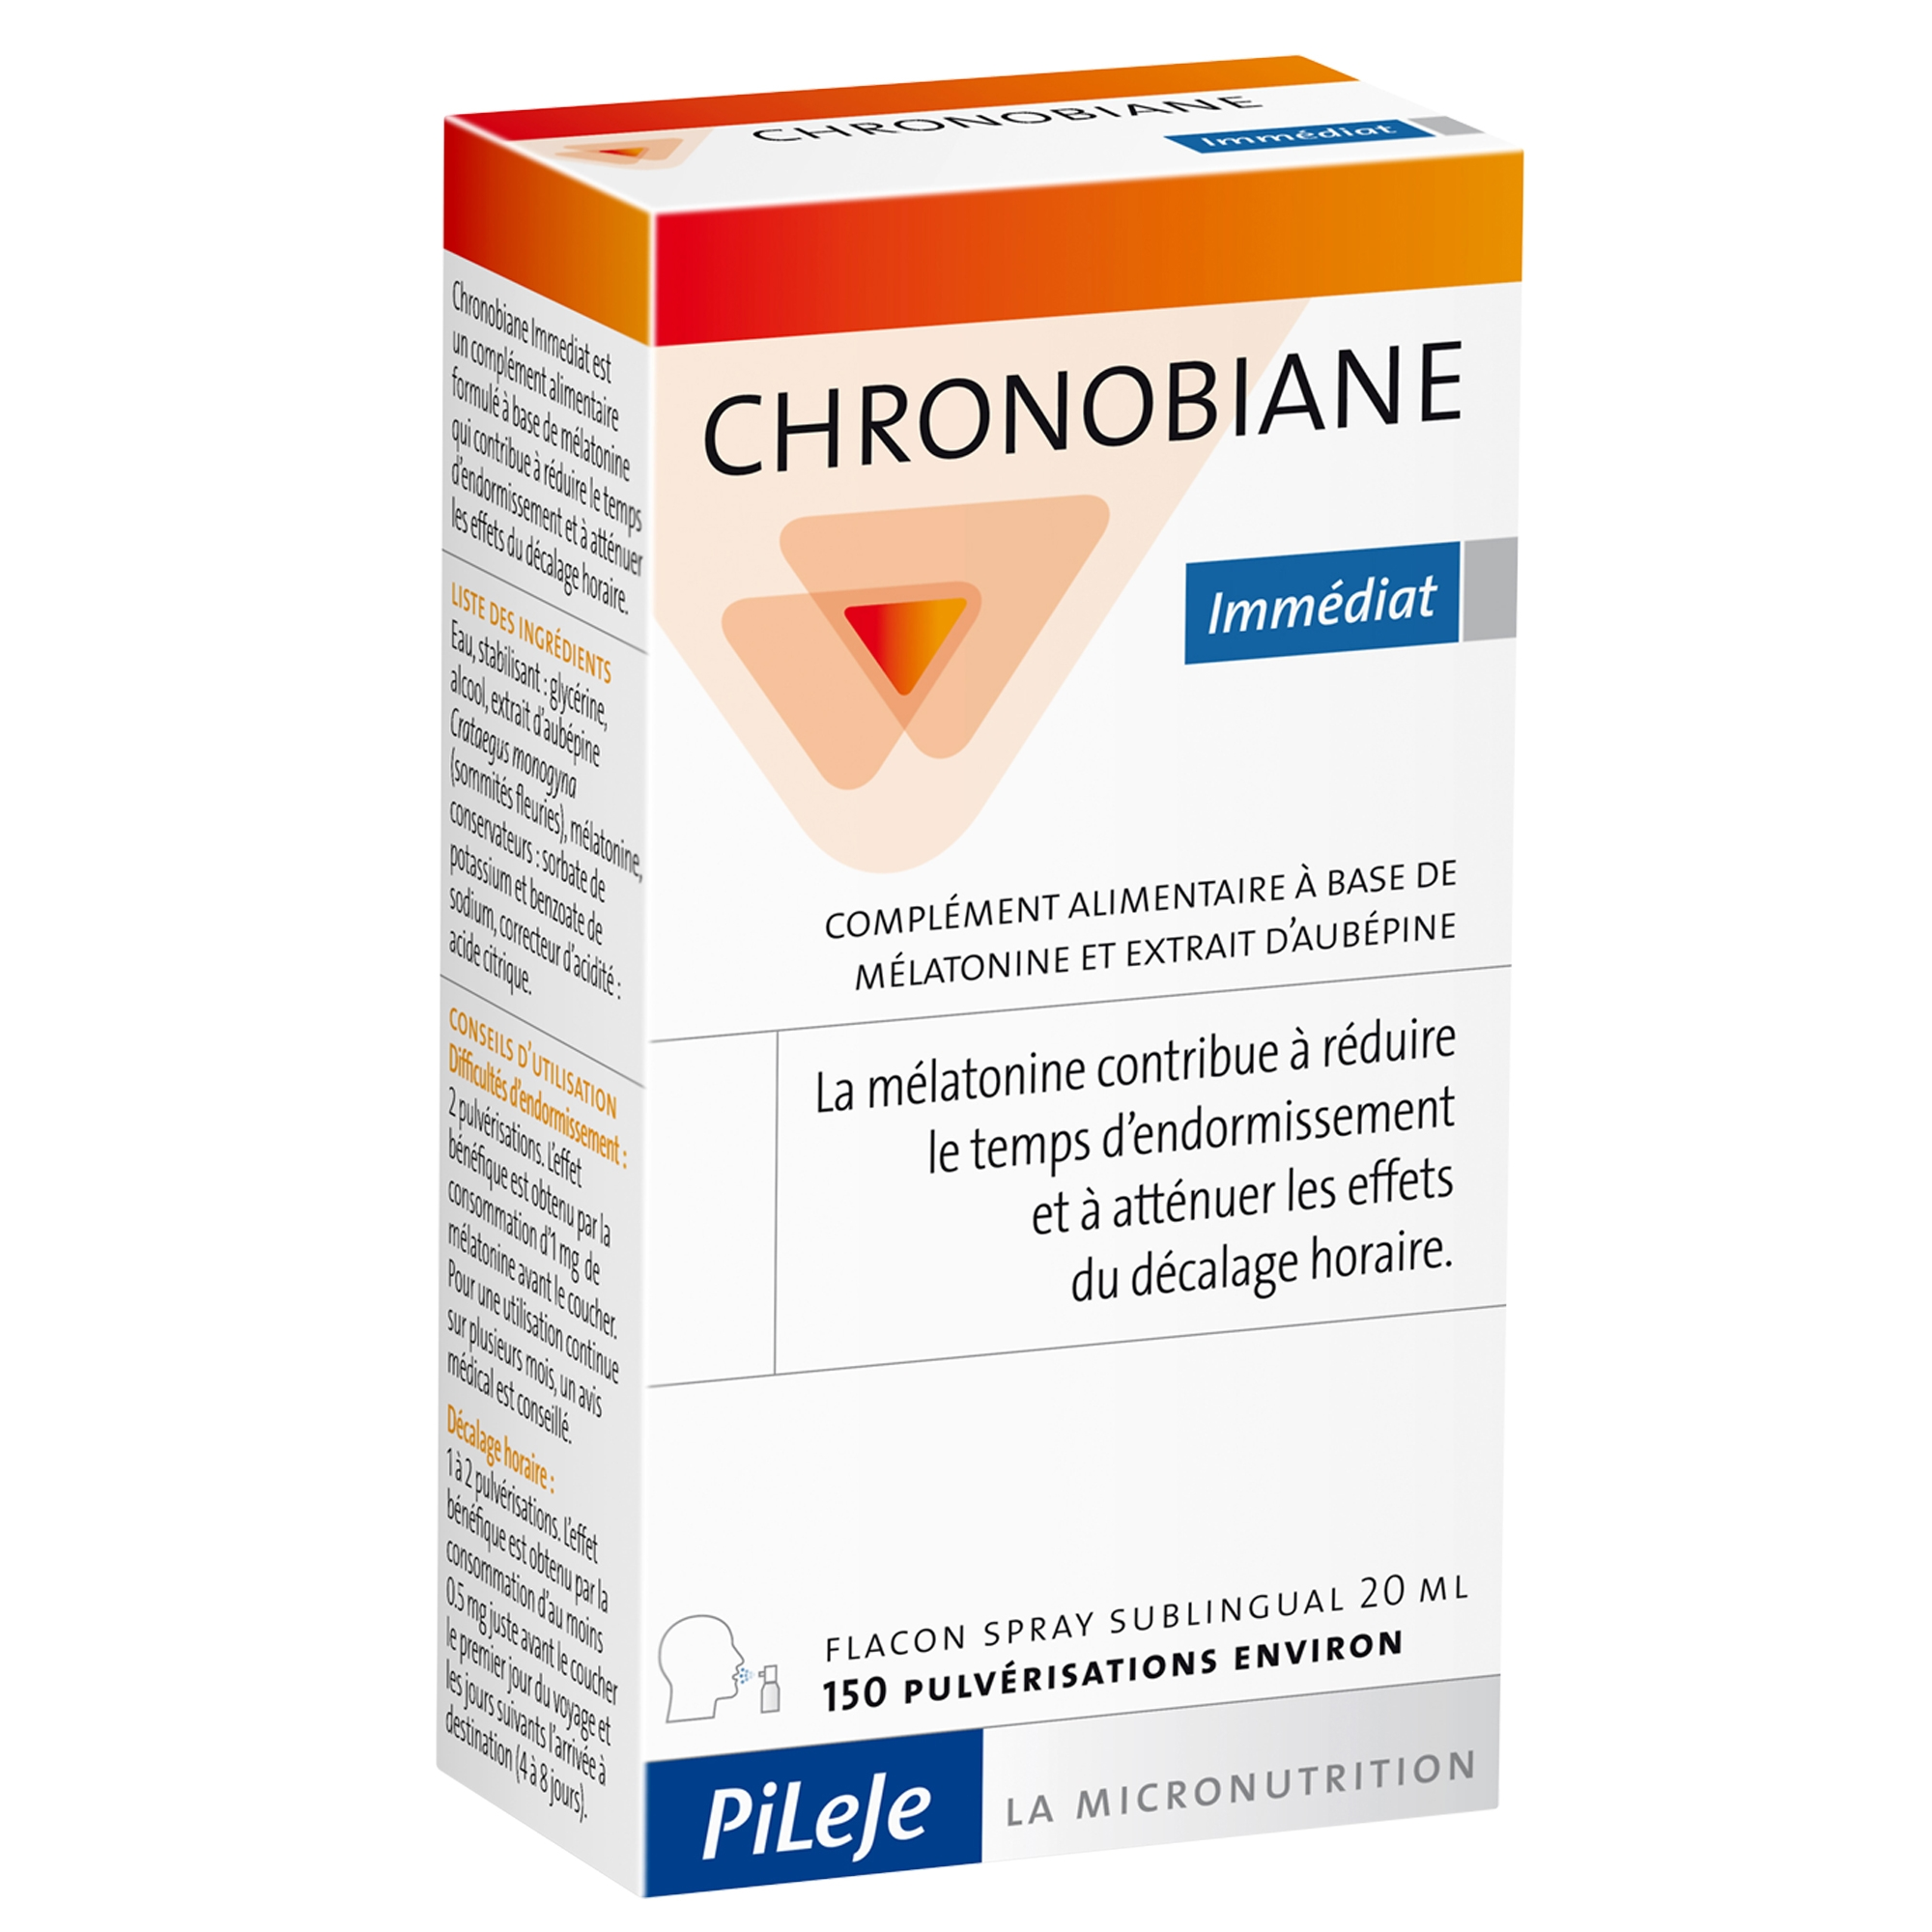 CHRONOBIANE
Immédiat
CHRONOBIANE
Immédiat
COMPLÉMENT ALIMENTAIRE À BASE DE
MÉLATONINE ET EXTRAIT D'AUBÉPINE
La mélatonine contribue à réduire
le temps d'endormissement
et à atténuer les effets
du décalage horaire.
FLACON SPRAY SUBLINGUAL 20 ML
150 PULVÉRISATIONS ENVIRON
PiLeJe
LA MICRONUTRITION
Chronobiane Immediat est
un complément alimentaire
formulé à base de mélatonine
qui contribue à réduire le temps
d'endormissement et à atténuer
les effets du décalage horaire.
LISTE DES INGRÉDIENTS
Eau, stabilisant : glycérine,
alcool, extrait d'aubépine
Crataegus monogyna
(sommités fleuries), mélatonine,
conservateurs : sorbate de
potassium et benzoate de
sodium, correcteur d'acidité :
acide citrique.
CONSEILS D'UTILISATION
Difficultés d'endormissement :
2 pulvérisations. L'effet
bénéfique est obtenu par la
consommation d'1 mg de
mélatonine avant le coucher.
Pour une utilisation continue
sur plusieurs mois, un avis
médical est conseillé.
Décalage horaire :
1 à 2 pulvérisations. L'effet
bénéfique est obtenu par la
consommation d'au moins
0.5 mg juste avant le coucher
le premier jour du voyage et
les jours suivants l'arrivée à
destination (4 à 8 jours).